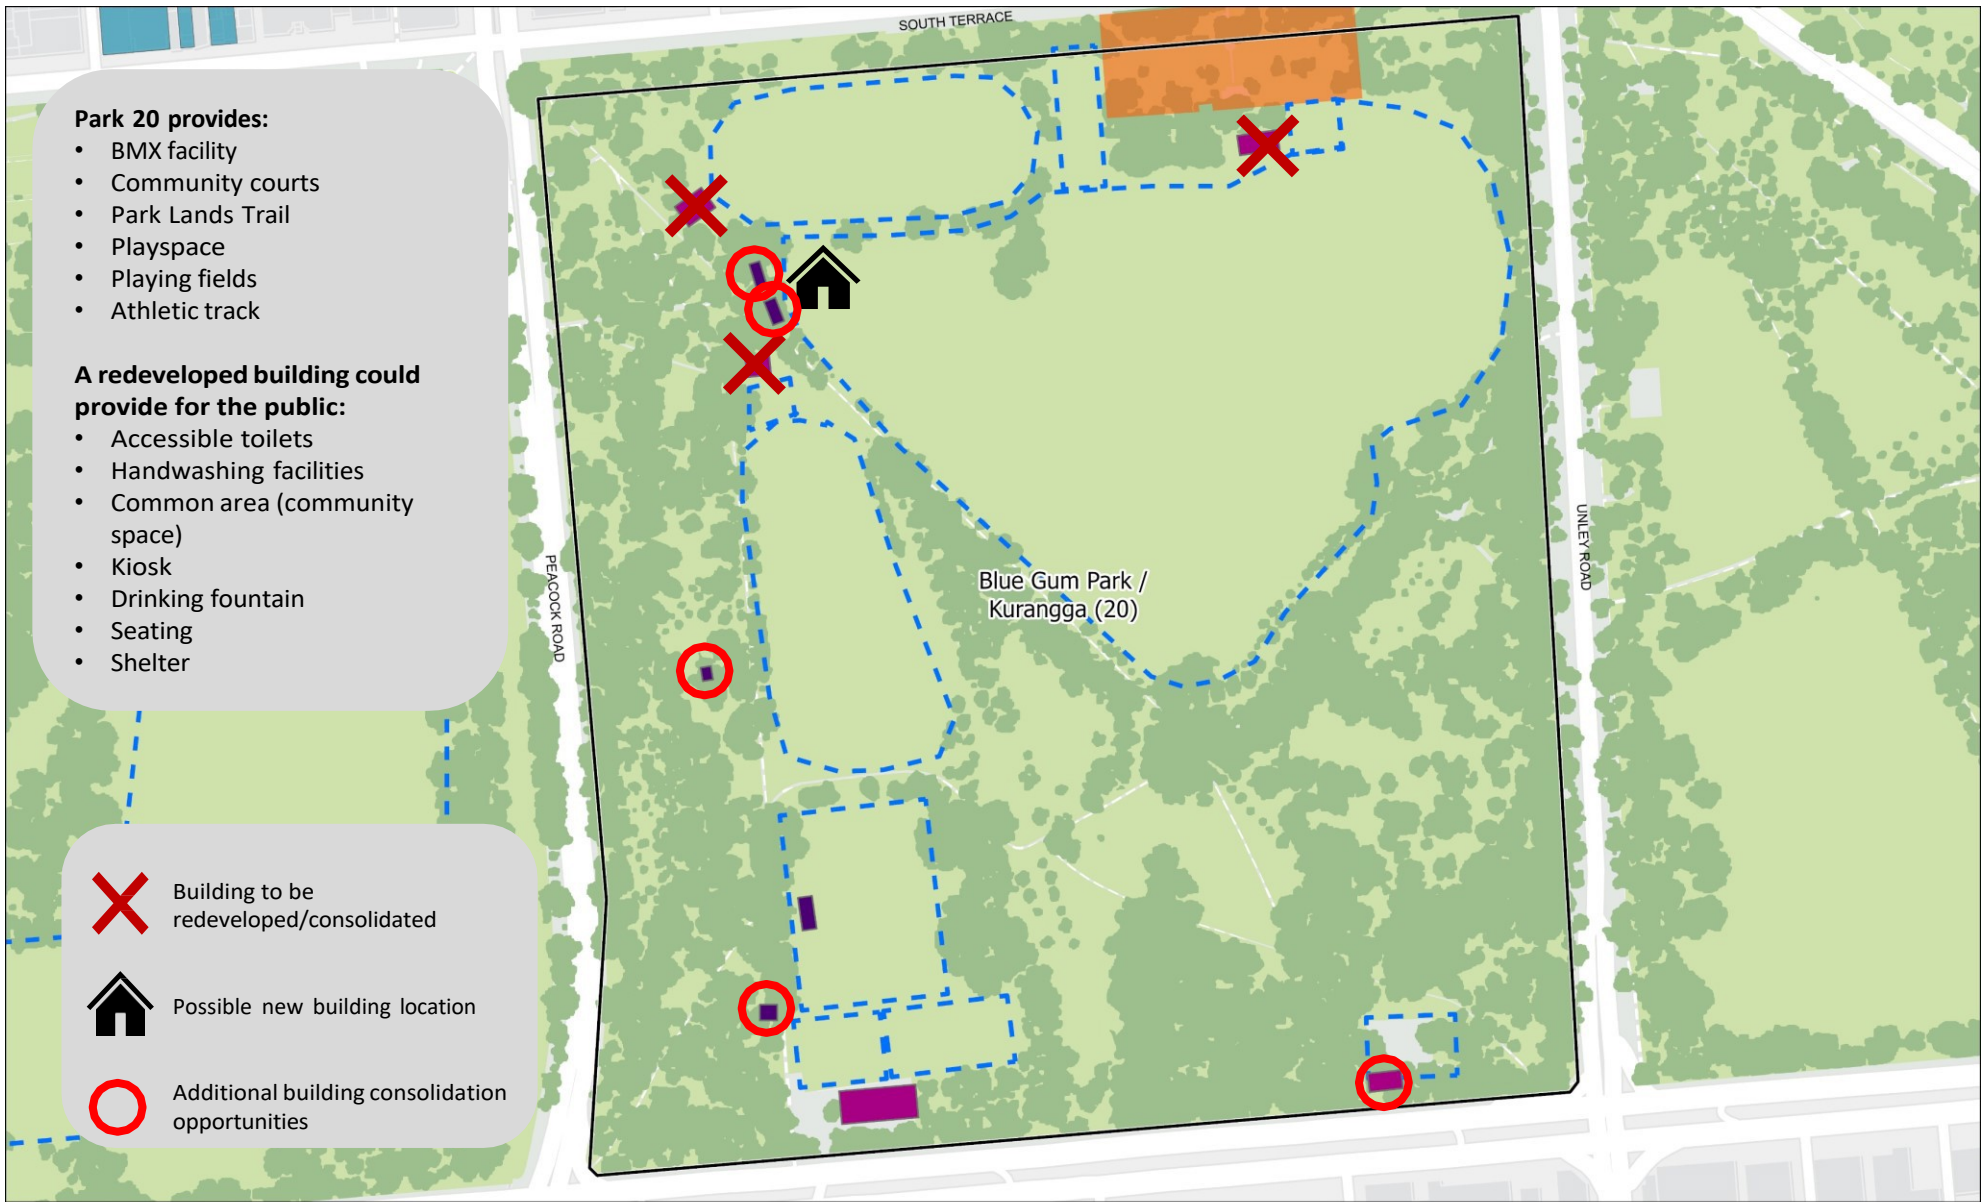 SOUTH TERRACE
Park 20 provides:
• BMX facility
• Community courts
• Park Lands Trail
• Playspace
• Playing fields
• Athletic track
A redeveloped building could
provide for the public:
• Accessible toilets
• Handwashing facilities
• Common area (community
space)
• Kiosk
• Drinking fountain
• Seating
• Shelter
PEACOCK ROAD
Blue Gum Park /
Kurangga (20)
UNLEY ROAD
Building to be
redeveloped/consolidated
Possible new building location
Additional building consolidation
opportunities